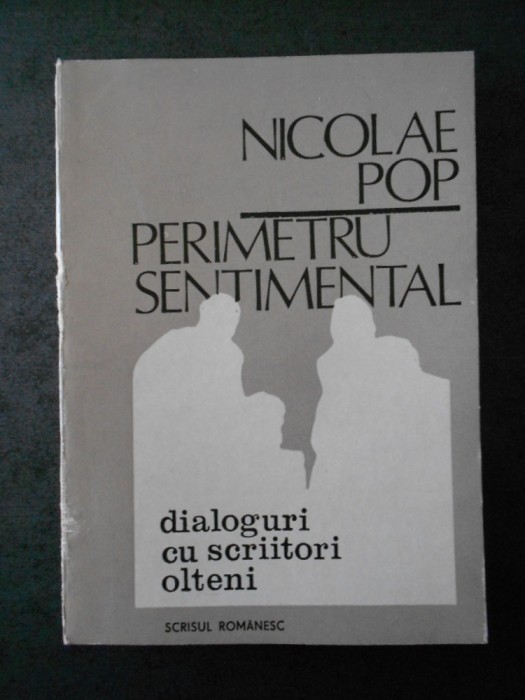 NICOLAE
POP
PERIMETRU
SENTIMENTAL
dialoguri
cu scriitori
olteni
SCRISUL ROMÂNESC